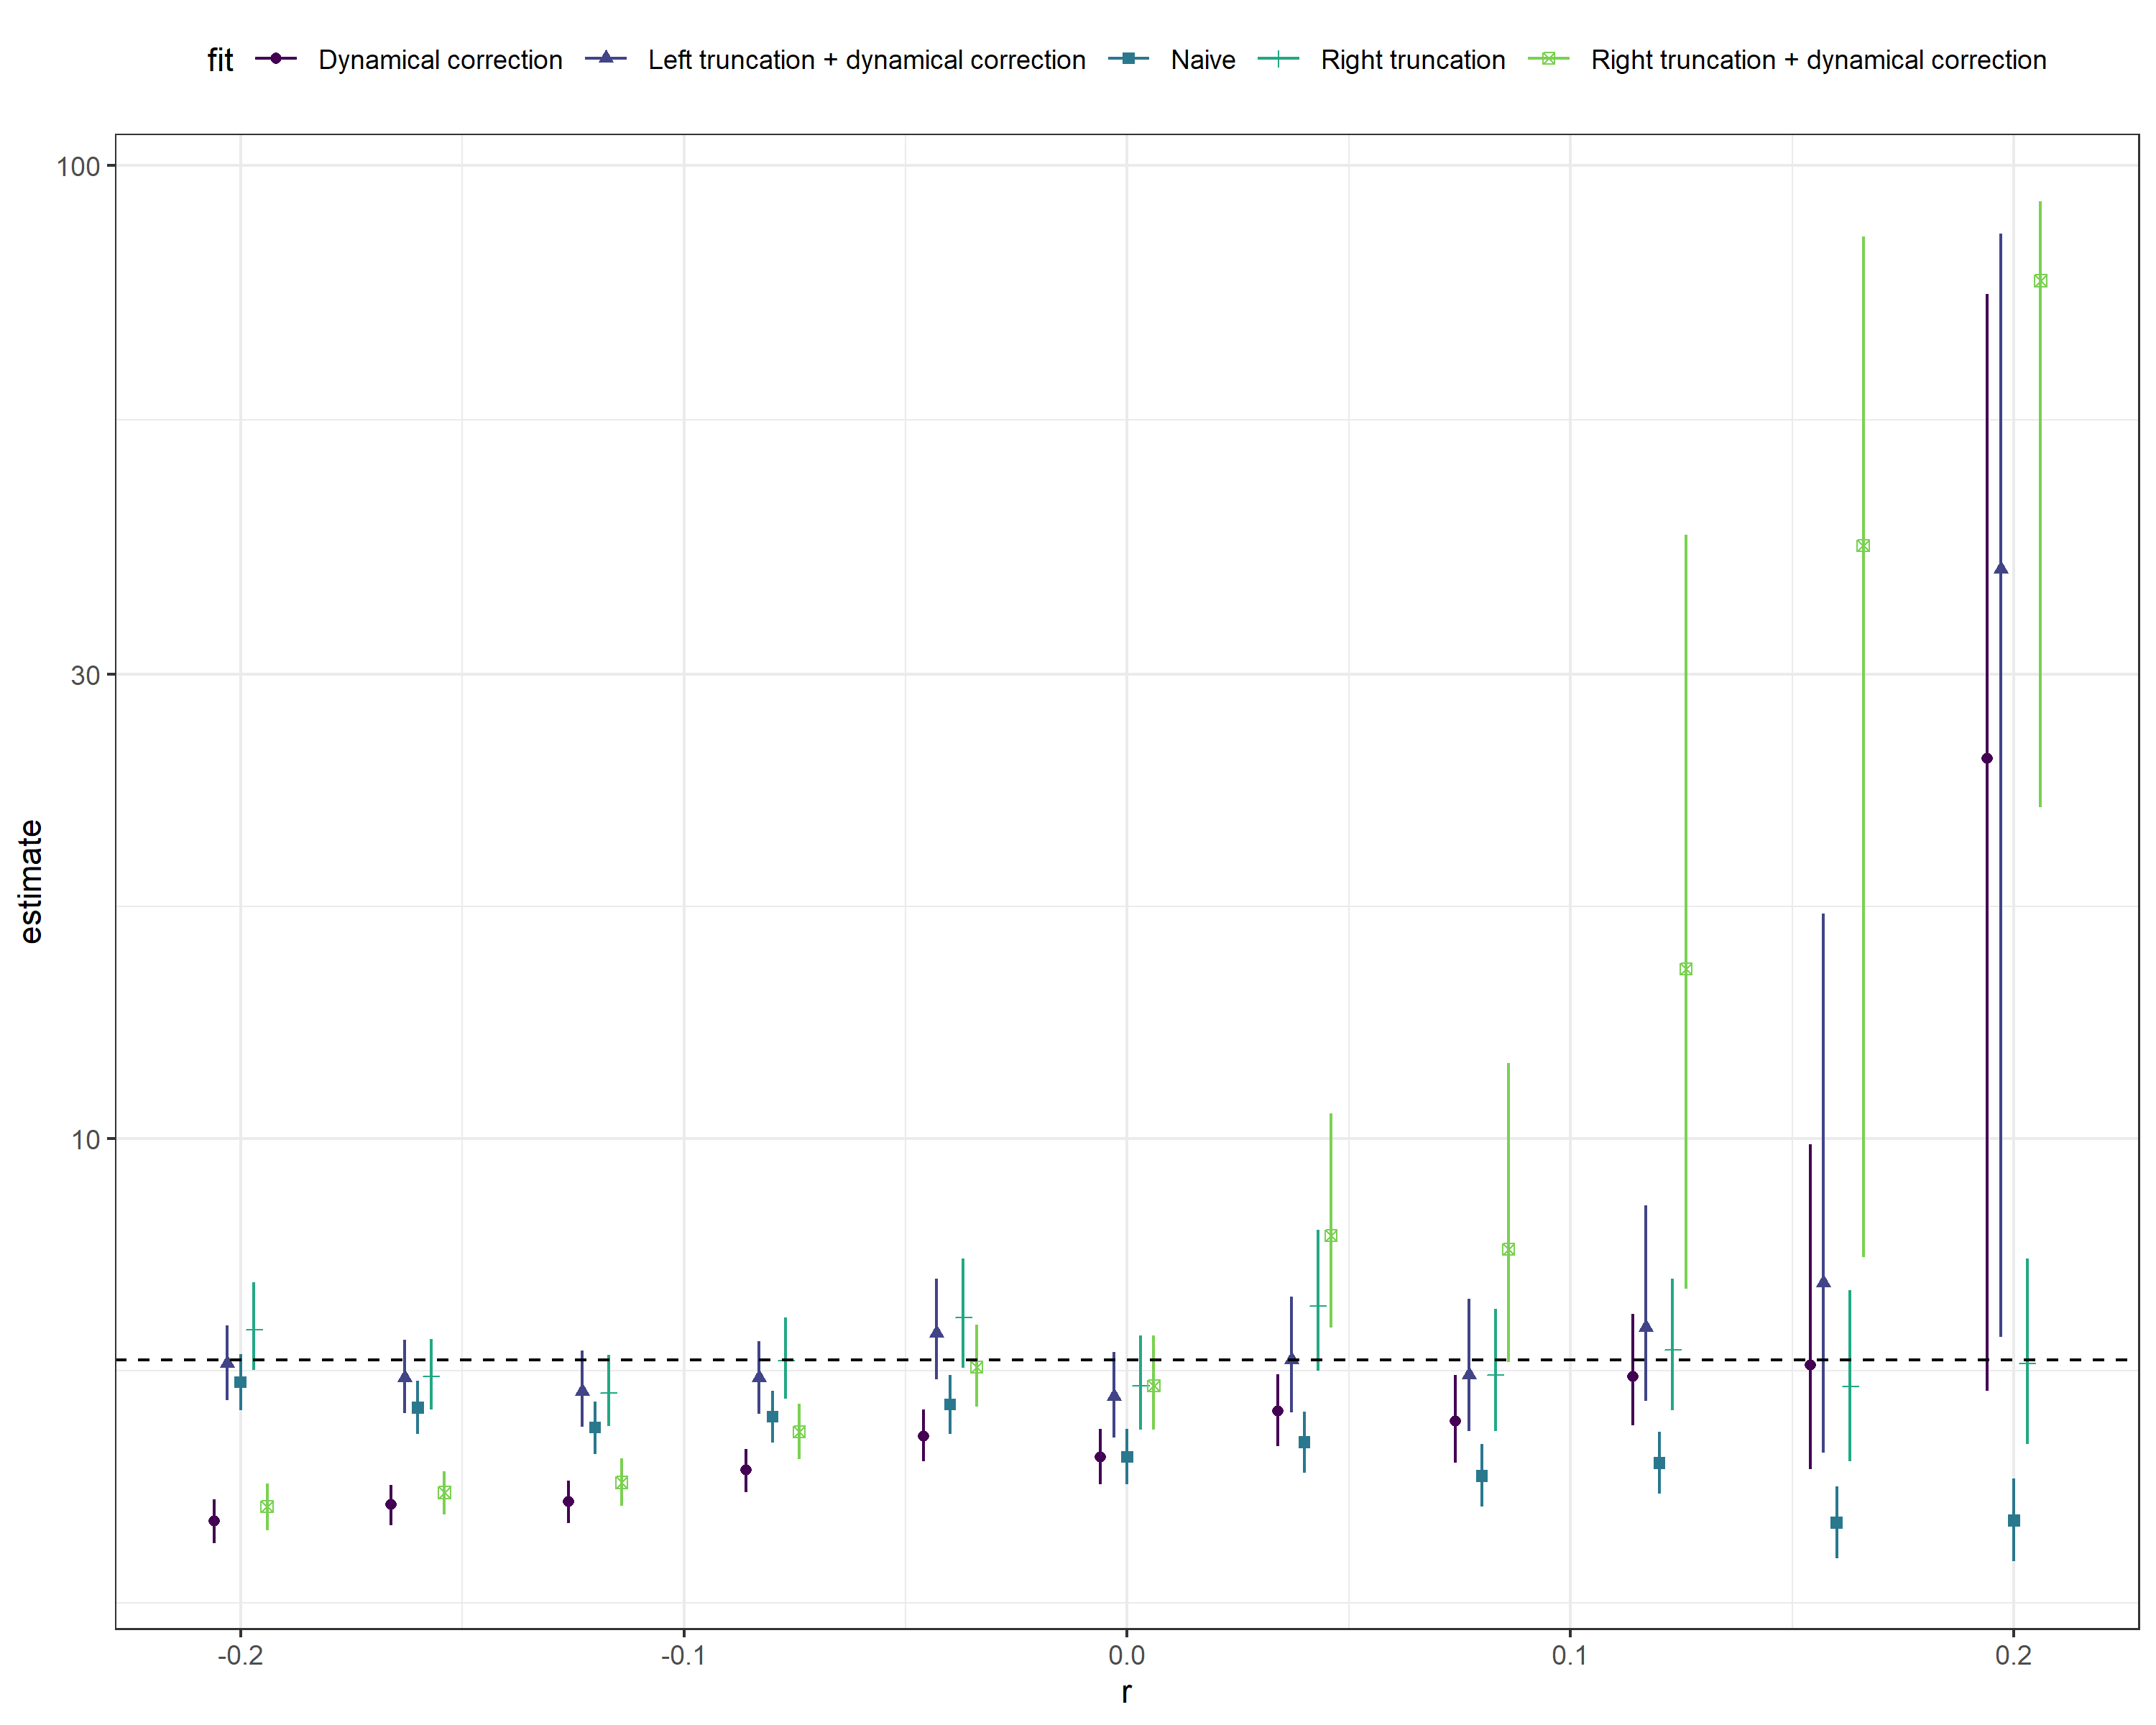 fit Dynamical correction Left truncation + dynamical correction Naive Right truncation Right truncation + dynamical correction
100
30
10
estimate
-0.2 -0.1 0.0 0.1 0.2
r